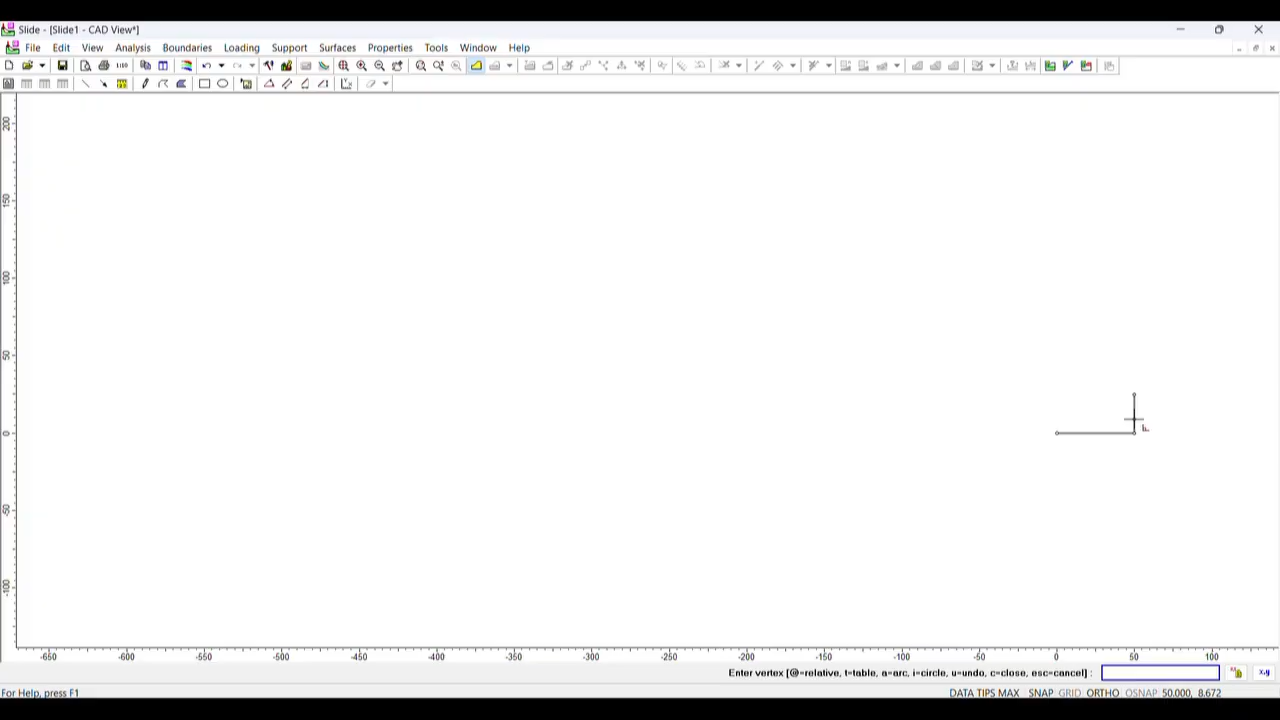 Slide - [Slide1 - CAD View*]
File Edit View Analysis Boundaries Loading Support Surfaces Properties Tools Window Help
200
150
100
50
0
-50
-100
-650 -600 -550 -500 -450 -400 -350 -300 -250 -200 -150 -100 -50 0 50 100
Enter vertex [@=relative, t=table, a=arc, i=circle, u=undo, c=close, esc=cancel] :
x,y
For Help, press F1
DATA TIPS MAX SNAP GRID ORTHO OSNAP 50.000, 8.672